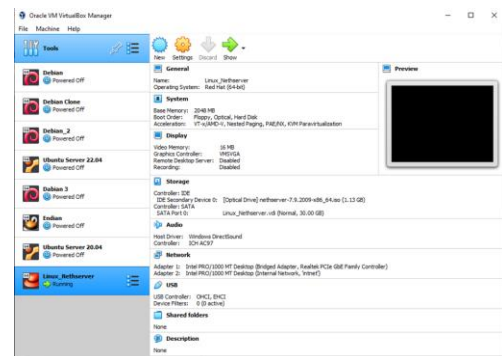 Oracle VM VirtualBox Manager
File Machine Help
Tools
New Settings Discard Show
Debian
Powered Off
Debian Clone
Powered Off
Debian_2
Powered Off
Ubuntu Server 22.04
Powered Off
Debian 3
Powered Off
Endian
Powered Off
Ubuntu Server 20.04
Powered Off
Linux_Nethserver
Running
General
Name: Linux_Nethserver
Operating System: Red Hat (64-bit)
System
Base Memory: 2048 MB
Boot Order: Floppy, Optical, Hard Disk
Acceleration: VT-x/AMD-V, Nested Paging, PAE/NX, KVM Paravirtualization
Display
Video Memory: 16 MB
Graphics Controller: VMSVGA
Remote Desktop Server: Disabled
Recording: Disabled
Storage
Controller: IDE
IDE Secondary Device 0: [Optical Drive] nethserver-7.9.2009-x86_64.iso (1.13 GB)
Controller: SATA
SATA Port 0: Linux_Nethserver.vdi (Normal, 30.00 GB)
Audio
Host Driver: Windows DirectSound
Controller: ICH AC97
Network
Adapter 1: Intel PRO/1000 MT Desktop (Bridged Adapter, Realtek PCIe GbE Family Controller)
Adapter 2: Intel PRO/1000 MT Desktop (Internal Network, 'intnet')
USB
USB Controller: OHCI, EHCI
Device Filters: 0 (0 active)
Shared folders
None
Description
None
Preview